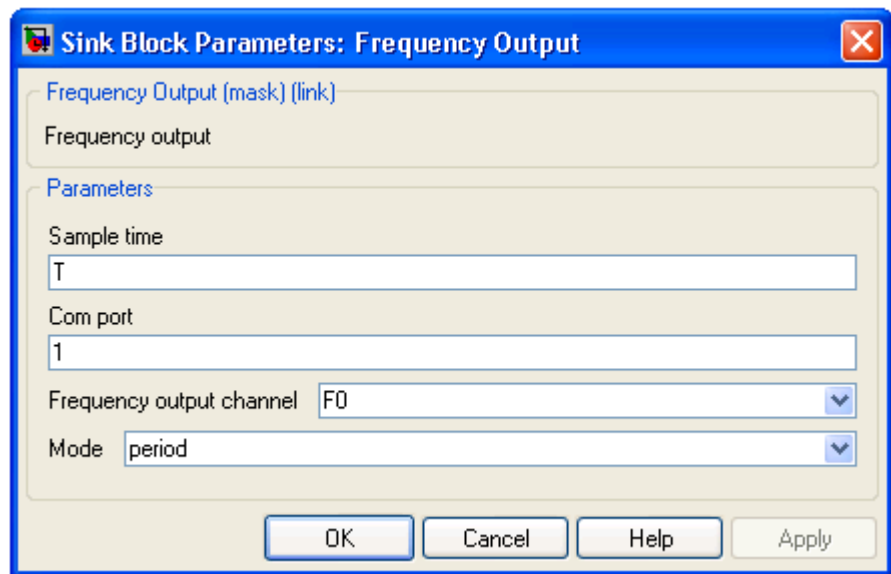 Sink Block Parameters: Frequency Output
Frequency Output (mask) (link)
Frequency output
Parameters
Sample time
T
Com port
1
Frequency output channel F0
Mode period
OK Cancel Help Apply